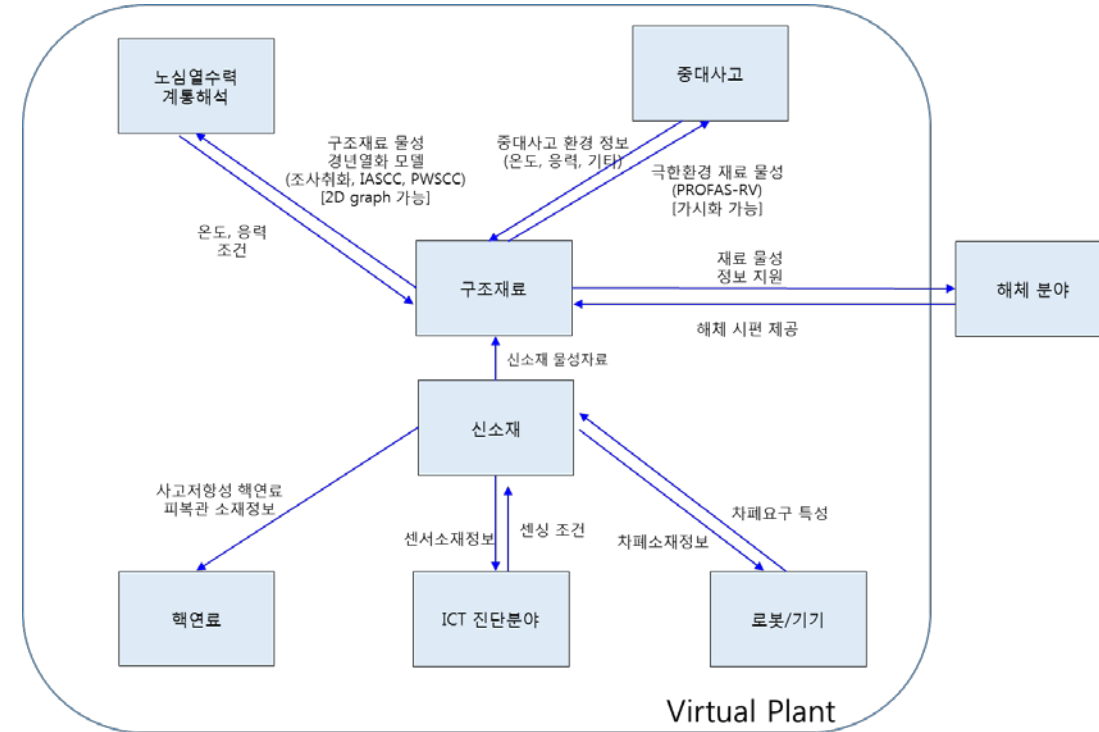 노심열수력
계통해석
중대사고
구조재료 물성
경년열화 모델
(조사취화, IASCC, PWSCC)
[2D graph 가능]
중대사고 환경 정보
(온도, 응력, 기타)
극한환경 재료 물성
(PROFAS-RV)
[가시화 가능]
온도, 응력
조건
구조재료
재료 물성
정보 지원
해체 분야
해체 시편 제공
신소재 물성자료
신소재
사고저항성 핵연료
피복관 소재정보
센서소재정보
센싱 조건
차폐요구 특성
차폐소재정보
핵연료
ICT 진단분야
로봇/기기
Virtual Plant